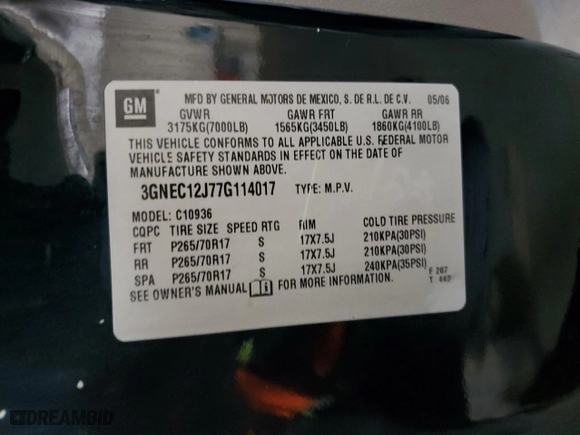 GM
MFD BY GENERAL MOTORS DE MEXICO, S. DE R.L. DE C.V. 05/06
GVWR GAWR FRT GAWR RR
3175KG(7000LB) 1565KG(3450LB) 1860KG(4100LB)
THIS VEHICLE CONFORMS TO ALL APPLICABLE U.S. FEDERAL MOTOR
VEHICLE SAFETY STANDARDS IN EFFECT ON THE DATE OF
MANUFACTURE SHOWN ABOVE.
3GNEC12J77G114017 TYPE: M.P.V.
MODEL: C10936
CQPC TIRE SIZE SPEED RTG RIM COLD TIRE PRESSURE
FRT P265/70R17 S 17X7.5J 210KPA(30PSI)
RR P265/70R17 S 17X7.5J 210KPA(30PSI)
SPA P265/70R17 S 17X7.5J 240KPA(35PSI)
SEE OWNER'S MANUAL FOR MORE INFORMATION.
F 207
T 442
DREAMBID